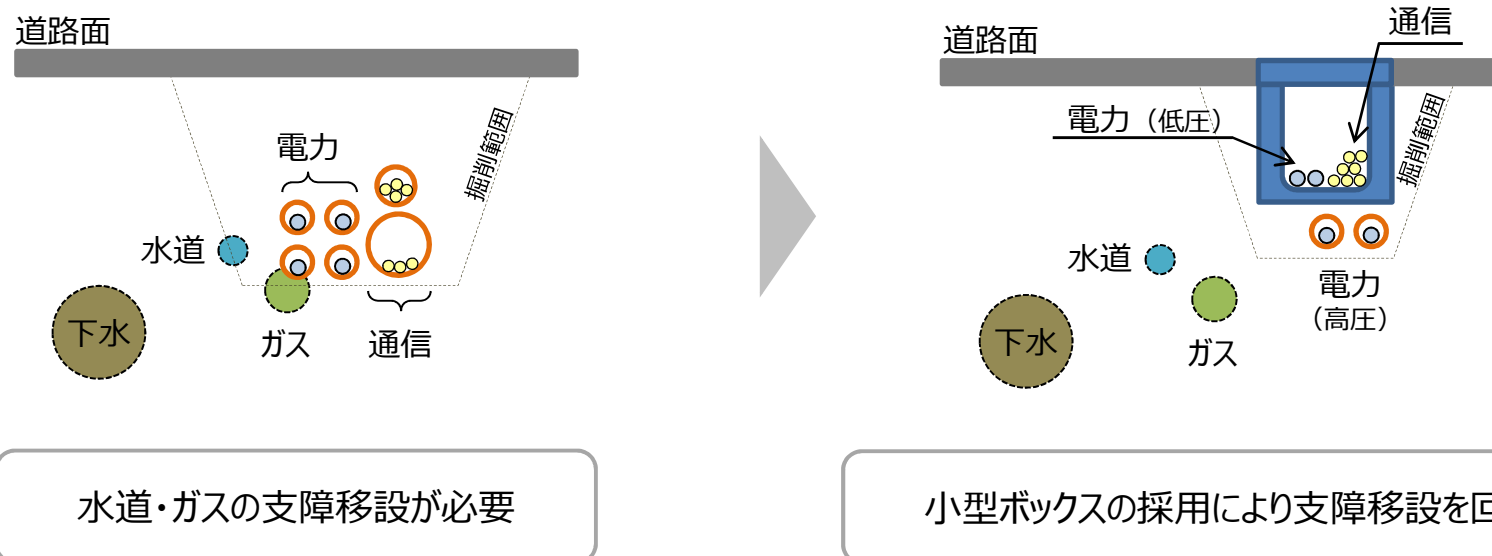 道路面
電力
掘削範囲
水道
下水
ガス
通信
水道・ガスの支障移設が必要
道路面
通信
電力（低圧）
掘削範囲
水道
電力
（高圧）
下水
ガス
小型ボックスの採用により支障移設を回